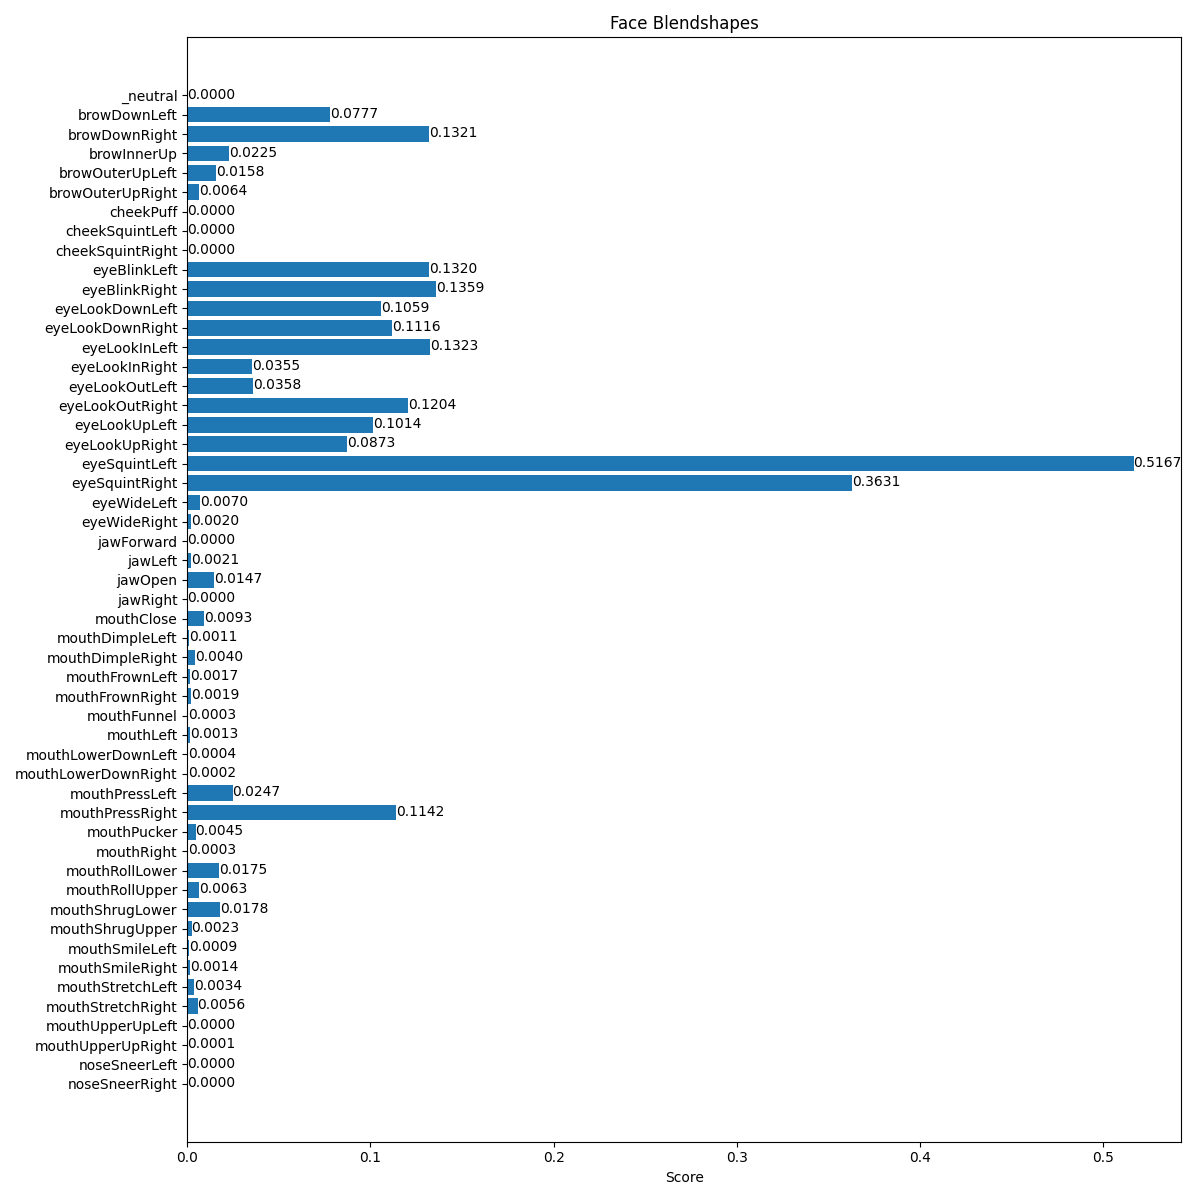 Face Blendshapes
_neutral 0.0000
browDownLeft 0.0777
browDownRight 0.1321
browInnerUp 0.0225
browOuterUpLeft 0.0158
browOuterUpRight 0.0064
cheekPuff 0.0000
cheekSquintLeft 0.0000
cheekSquintRight 0.0000
eyeBlinkLeft 0.1320
eyeBlinkRight 0.1359
eyeLookDownLeft 0.1059
eyeLookDownRight 0.1116
eyeLookInLeft 0.1323
eyeLookInRight 0.0355
eyeLookOutLeft 0.0358
eyeLookOutRight 0.1204
eyeLookUpLeft 0.1014
eyeLookUpRight 0.0873
eyeSquintLeft 0.5167
eyeSquintRight 0.3631
eyeWideLeft 0.0070
eyeWideRight 0.0020
jawForward 0.0000
jawLeft 0.0021
jawOpen 0.0147
jawRight 0.0000
mouthClose 0.0093
mouthDimpleLeft 0.0011
mouthDimpleRight 0.0040
mouthFrownLeft 0.0017
mouthFrownRight 0.0019
mouthFunnel 0.0003
mouthLeft 0.0013
mouthLowerDownLeft 0.0004
mouthLowerDownRight 0.0002
mouthPressLeft 0.0247
mouthPressRight 0.1142
mouthPucker 0.0045
mouthRight 0.0003
mouthRollLower 0.0175
mouthRollUpper 0.0063
mouthShrugLower 0.0178
mouthShrugUpper 0.0023
mouthSmileLeft 0.0009
mouthSmileRight 0.0014
mouthStretchLeft 0.0034
mouthStretchRight 0.0056
mouthUpperUpLeft 0.0000
mouthUpperUpRight 0.0001
noseSneerLeft 0.0000
noseSneerRight 0.0000
0.0 0.1 0.2 0.3 0.4 0.5
Score